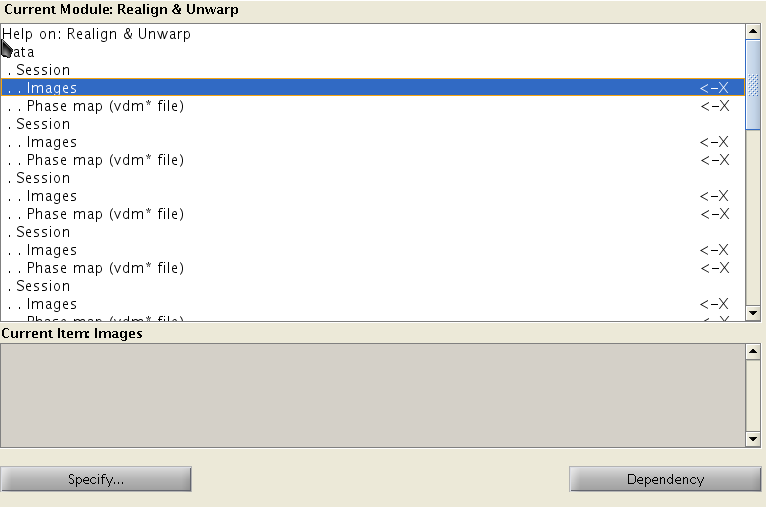 Current Module: Realign & Unwarp
Help on: Realign & Unwarp
Data
. Session
. . Images <-X
. . Phase map (vdm* file) <-X
. Session
. . Images <-X
. . Phase map (vdm* file) <-X
. Session
. . Images <-X
. . Phase map (vdm* file) <-X
. Session
. . Images <-X
. . Phase map (vdm* file) <-X
. Session
. . Images <-X
. . Phase map (vdm* file) <-X
Current Item: Images
Specify... Dependency